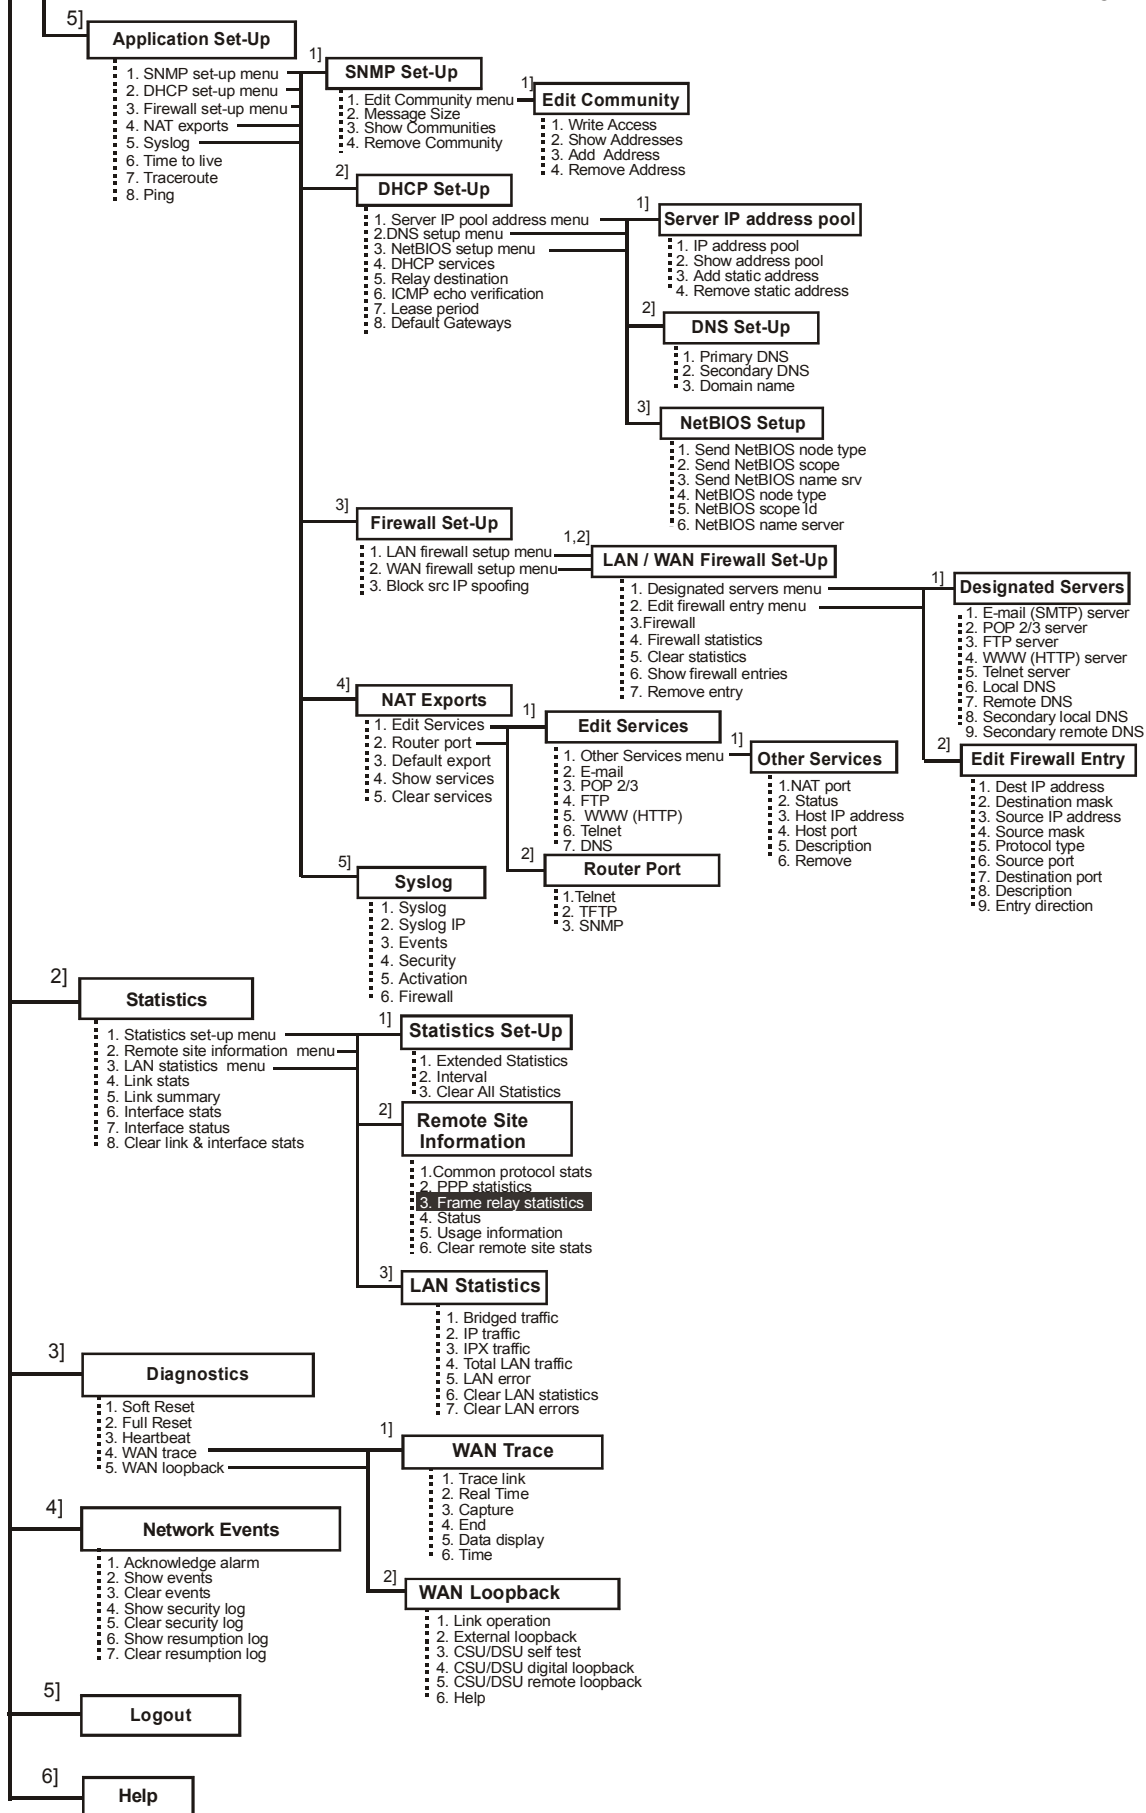 5]
Application Set-Up
1. SNMP set-up menu
2. DHCP set-up menu
3. Firewall set-up menu
4. NAT exports
5. Syslog
6. Time to live
7. Traceroute
8. Ping
1]
SNMP Set-Up
1. Edit Community menu
2. Message Size
3. Show Communities
4. Remove Community
1]
Edit Community
1. Write Access
2. Show Addresses
3. Add Address
4. Remove Address
2]
DHCP Set-Up
1. Server IP pool address menu
2.DNS setup menu
3. NetBIOS setup menu
4. DHCP services
5. Relay destination
6. ICMP echo verification
7. Lease period
8. Default Gateways
1]
Server IP address pool
1. IP address pool
2. Show address pool
3. Add static address
4. Remove static address
2]
DNS Set-Up
1. Primary DNS
2. Secondary DNS
3. Domain name
3]
NetBIOS Setup
1. Send NetBIOS node type
2. Send NetBIOS scope
3. Send NetBIOS name srv
4. NetBIOS node type
5. NetBIOS scope Id
6. NetBIOS name server
3]
Firewall Set-Up
1. LAN firewall setup menu
2. WAN firewall setup menu
3. Block src IP spoofing
1,2]
LAN / WAN Firewall Set-Up
1. Designated servers menu
2. Edit firewall entry menu
3.Firewall
4. Firewall statistics
5. Clear statistics
6. Show firewall entries
7. Remove entry
1]
Designated Servers
1. E-mail (SMTP) server
2. POP 2/3 server
3. FTP server
4. WWW (HTTP) server
5. Telnet server
6. Local DNS
7. Remote DNS
8. Secondary local DNS
9. Secondary remote DNS
2]
Edit Firewall Entry
1. Dest IP address
2. Destination mask
3. Source IP address
4. Source mask
5. Protocol type
6. Source port
7. Destination port
8. Description
9. Entry direction
4]
NAT Exports
1. Edit Services
2. Router port
3. Default export
4. Show services
5. Clear services
1]
Edit Services
1. Other Services menu
2. E-mail
3. POP 2/3
4. FTP
5. WWW (HTTP)
6. Telnet
7. DNS
1]
Other Services
1.NAT port
2. Status
3. Host IP address
4. Host port
5. Description
6. Remove
2]
Router Port
1.Telnet
2. TFTP
3. SNMP
5]
Syslog
1. Syslog
2. Syslog IP
3. Events
4. Security
5. Activation
6. Firewall
2]
Statistics
1. Statistics set-up menu
2. Remote site information menu
3. LAN statistics menu
4. Link stats
5. Link summary
6. Interface stats
7. Interface status
8. Clear link & interface stats
1]
Statistics Set-Up
1. Extended Statistics
2. Interval
3. Clear All Statistics
2]
Remote Site
Information
1.Common protocol stats
2. PPP statistics
3. Frame relay statistics
4. Status
5. Usage information
6. Clear remote site stats
3]
LAN Statistics
1. Bridged traffic
2. IP traffic
3. IPX traffic
4. Total LAN traffic
5. LAN error
6. Clear LAN statistics
7. Clear LAN errors
3]
Diagnostics
1. Soft Reset
2. Full Reset
3. Heartbeat
4. WAN trace
5. WAN loopback
1]
WAN Trace
1. Trace link
2. Real Time
3. Capture
4. End
5. Data display
6. Time
2]
WAN Loopback
1. Link operation
2. External loopback
3. CSU/DSU self test
4. CSU/DSU digital loopback
5. CSU/DSU remote loopback
6. Help
4]
Network Events
1. Acknowledge alarm
2. Show events
3. Clear events
4. Show security log
5. Clear security log
6. Show resumption log
7. Clear resumption log
5]
Logout
6]
Help